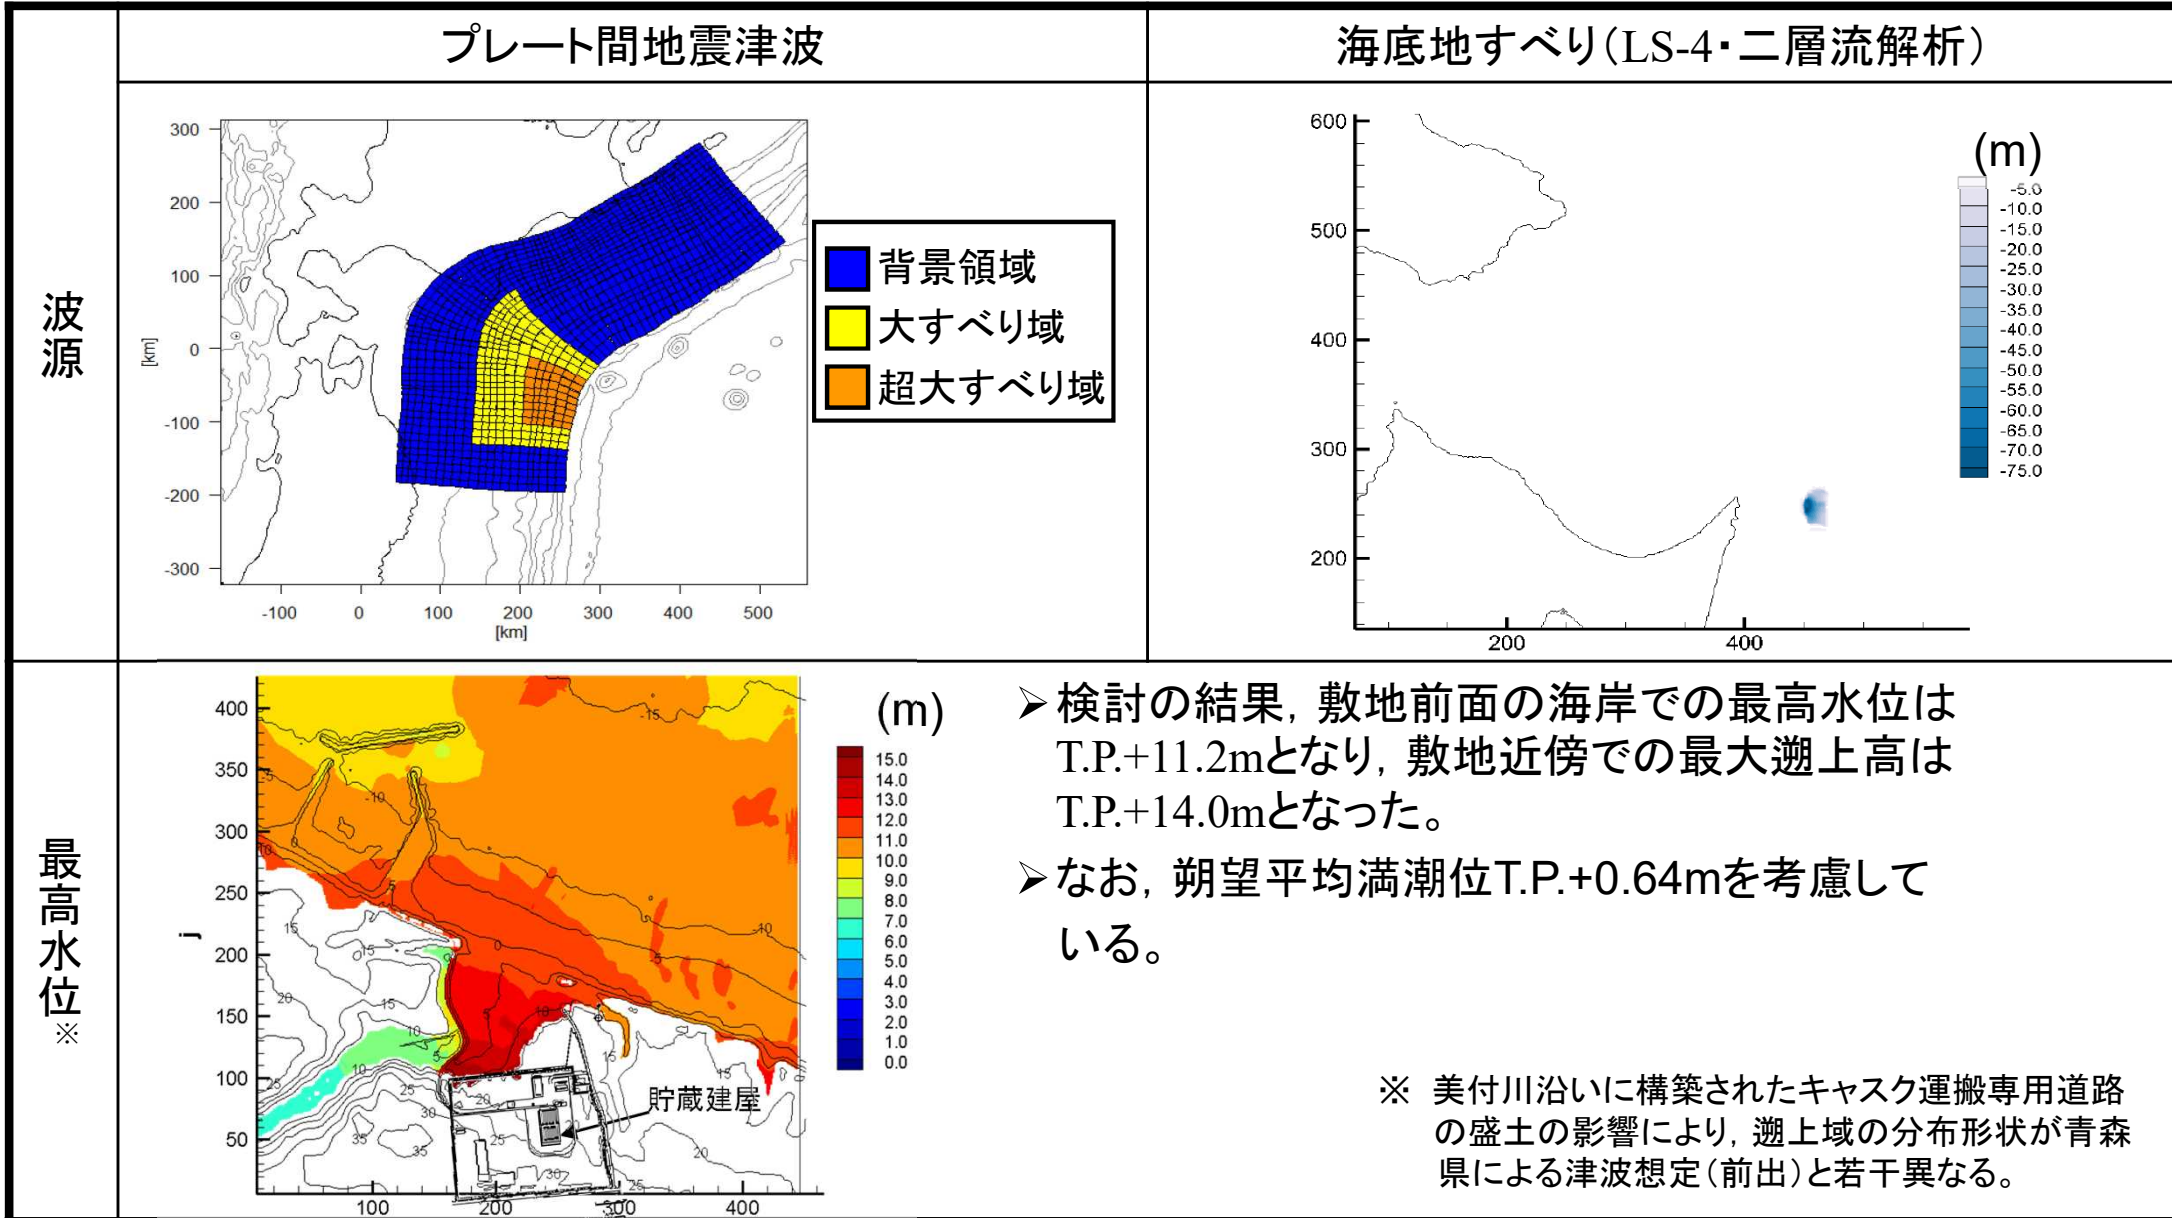 プレート間地震津波
海底地すべり(LS-4・二層流解析)
波源
300
200
100
0
-100
-200
-300
[km]
-100 0 100 200 300 400 500
[km]
背景領域
大すべり域
超大すべり域
600
500
400
300
200
200 400
(m)
-5.0
-10.0
-15.0
-20.0
-25.0
-30.0
-35.0
-40.0
-45.0
-50.0
-55.0
-60.0
-65.0
-70.0
-75.0
最高水位※
400
350
300
250
200
150
100
50
j
100 200 300 400
貯蔵建屋
(m)
15.0
14.0
13.0
12.0
11.0
10.0
9.0
8.0
7.0
6.0
5.0
4.0
3.0
2.0
1.0
0.0
➢検討の結果,敷地前面の海岸での最高水位は
T.P.+11.2mとなり,敷地近傍での最大遡上高は
T.P.+14.0mとなった。
➢なお,朔望平均満潮位T.P.+0.64mを考慮して
いる。
※ 美付川沿いに構築されたキャスク運搬専用道路
の盛土の影響により,遡上域の分布形状が青森
県による津波想定(前出)と若干異なる。